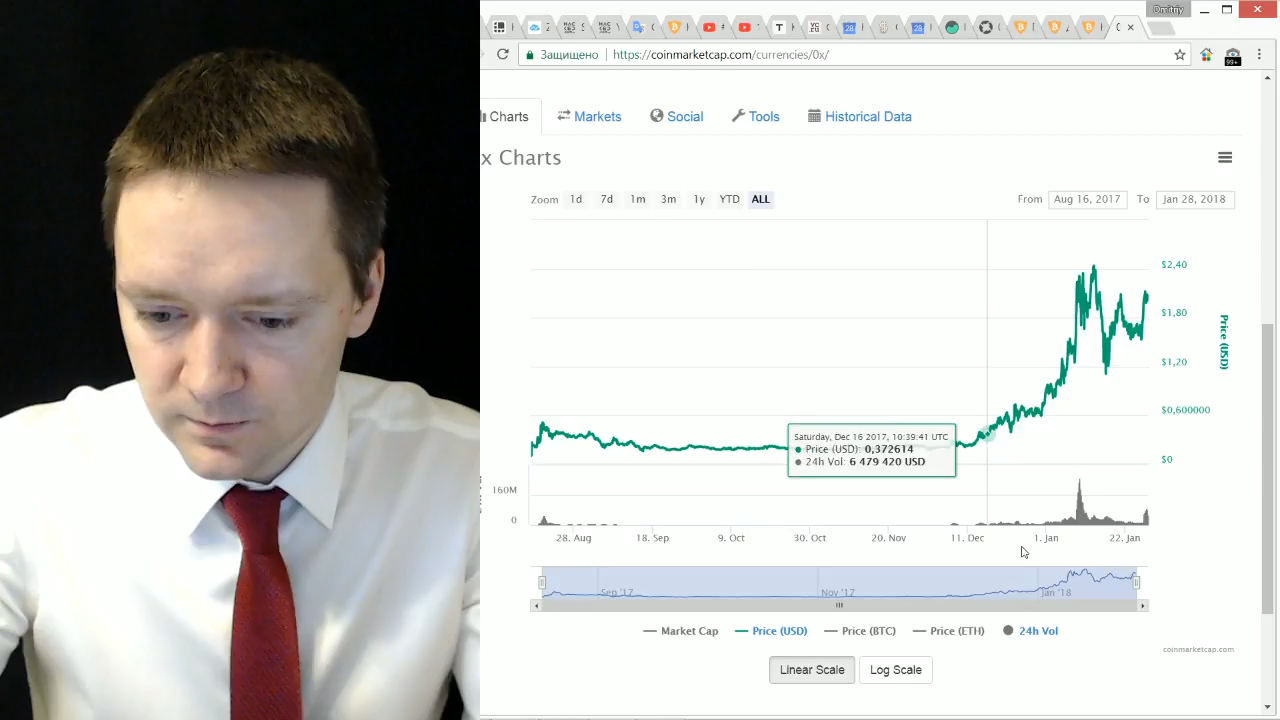 Dmitriy
Защищено
https://coinmarketcap.com/currencies/0x/
99+
Charts
Markets
Social
Tools
Historical Data
x Charts
Zoom 1d 7d 1m 3m 1y YTD ALL
From Aug 16, 2017 To Jan 28, 2018
$2,40
$1,80
$1,20
$0,600000
$0
Price (USD)
Saturday, Dec 16 2017, 10:39:41 UTC
Price (USD): 0,372614
24h Vol: 6 479 420 USD
160M
0
28. Aug 18. Sep 9. Oct 30. Oct 20. Nov 11. Dec 1. Jan 22. Jan
Sep '17 Nov '17 Jan '18
Market Cap Price (USD) Price (BTC) Price (ETH) 24h Vol
coinmarketcap.com
Linear Scale Log Scale